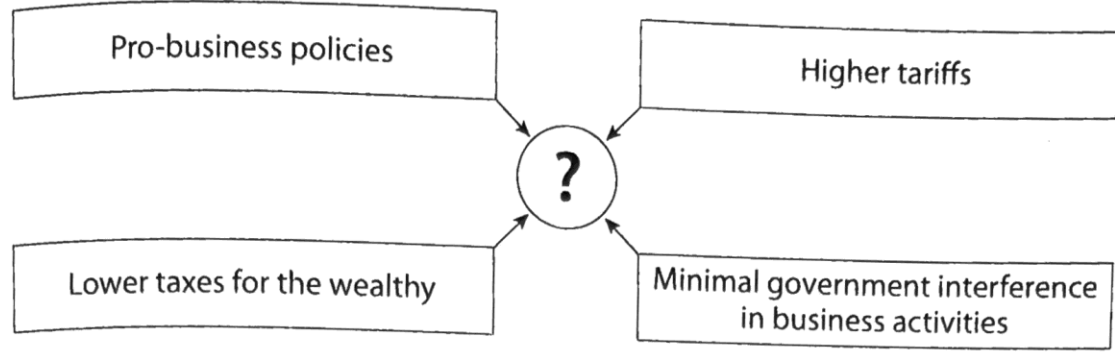 Pro-business policies
Higher tariffs
?
Lower taxes for the wealthy
Minimal government interference
in business activities